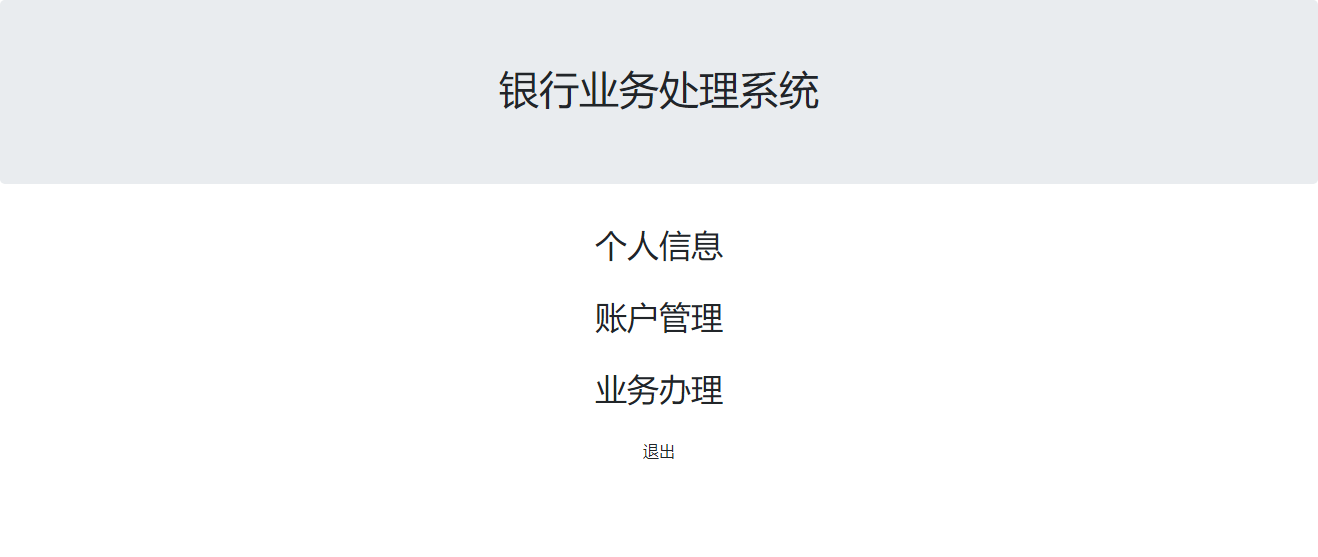 银行业务处理系统
个人信息
账户管理
业务办理
退出